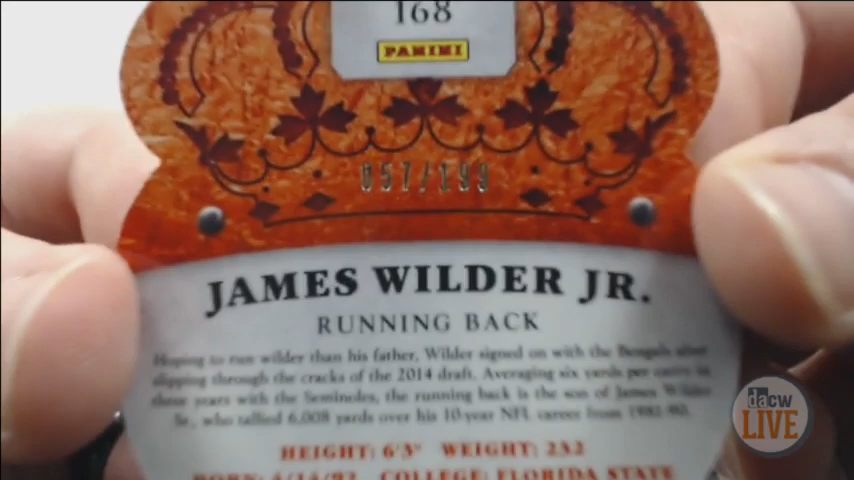 168
PANINI
057/199
JAMES WILDER JR.
RUNNING BACK
Hoping to run wilder than his father, Wilder signed on with the Bengals after
slipping through the cracks of the 2014 draft. Averaging six yards per carry in
three years with the Seminoles, the running back is the son of James Wilder
Sr., who tallied 6,008 yards over his 10-year NFL career from 1981-90.
HEIGHT: 6'3" WEIGHT: 232
BORN: 4/14/92 COLLEGE: FLORIDA STATE
dacw
LIVE